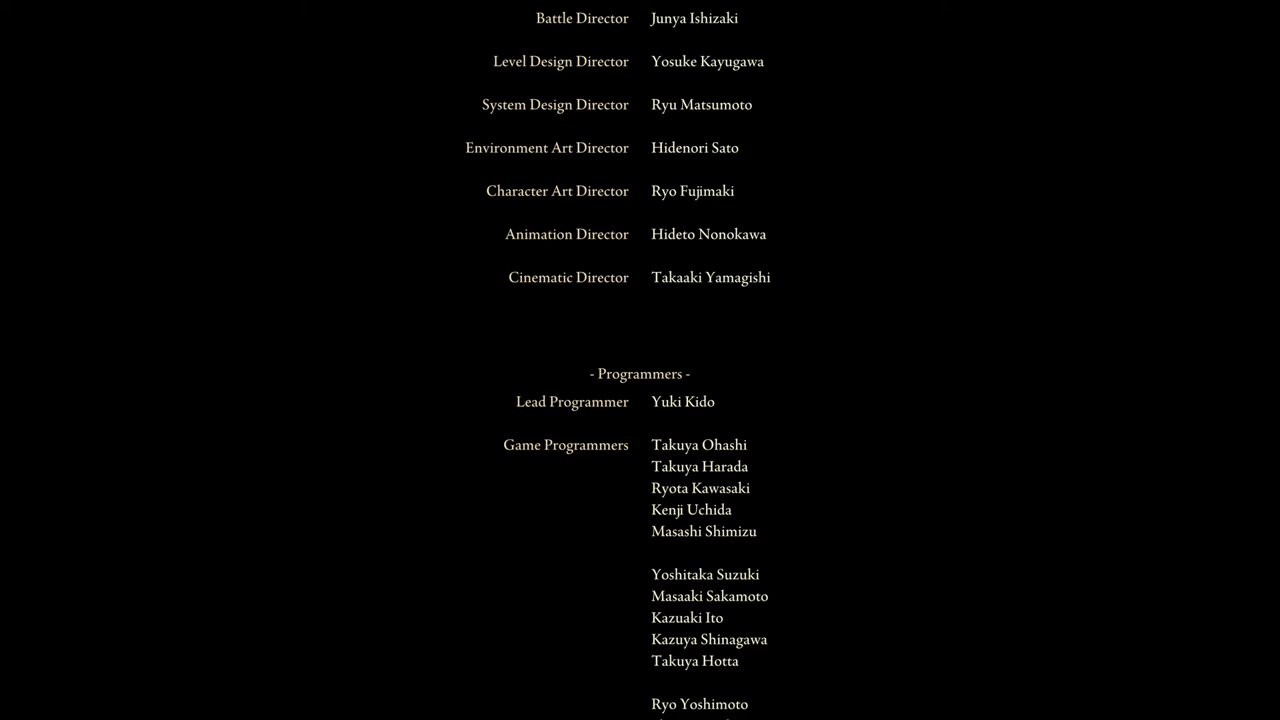 Battle Director Junya Ishizaki
Level Design Director Yosuke Kayugawa
System Design Director Ryu Matsumoto
Environment Art Director Hidenori Sato
Character Art Director Ryo Fujimaki
Animation Director Hideto Nonokawa
Cinematic Director Takaaki Yamagishi
- Programmers -
Lead Programmer Yuki Kido
Game Programmers Takuya Ohashi
Takuya Harada
Ryota Kawasaki
Kenji Uchida
Masashi Shimizu
Yoshitaka Suzuki
Masaaki Sakamoto
Kazuaki Ito
Kazuya Shinagawa
Takuya Hotta
Ryo Yoshimoto